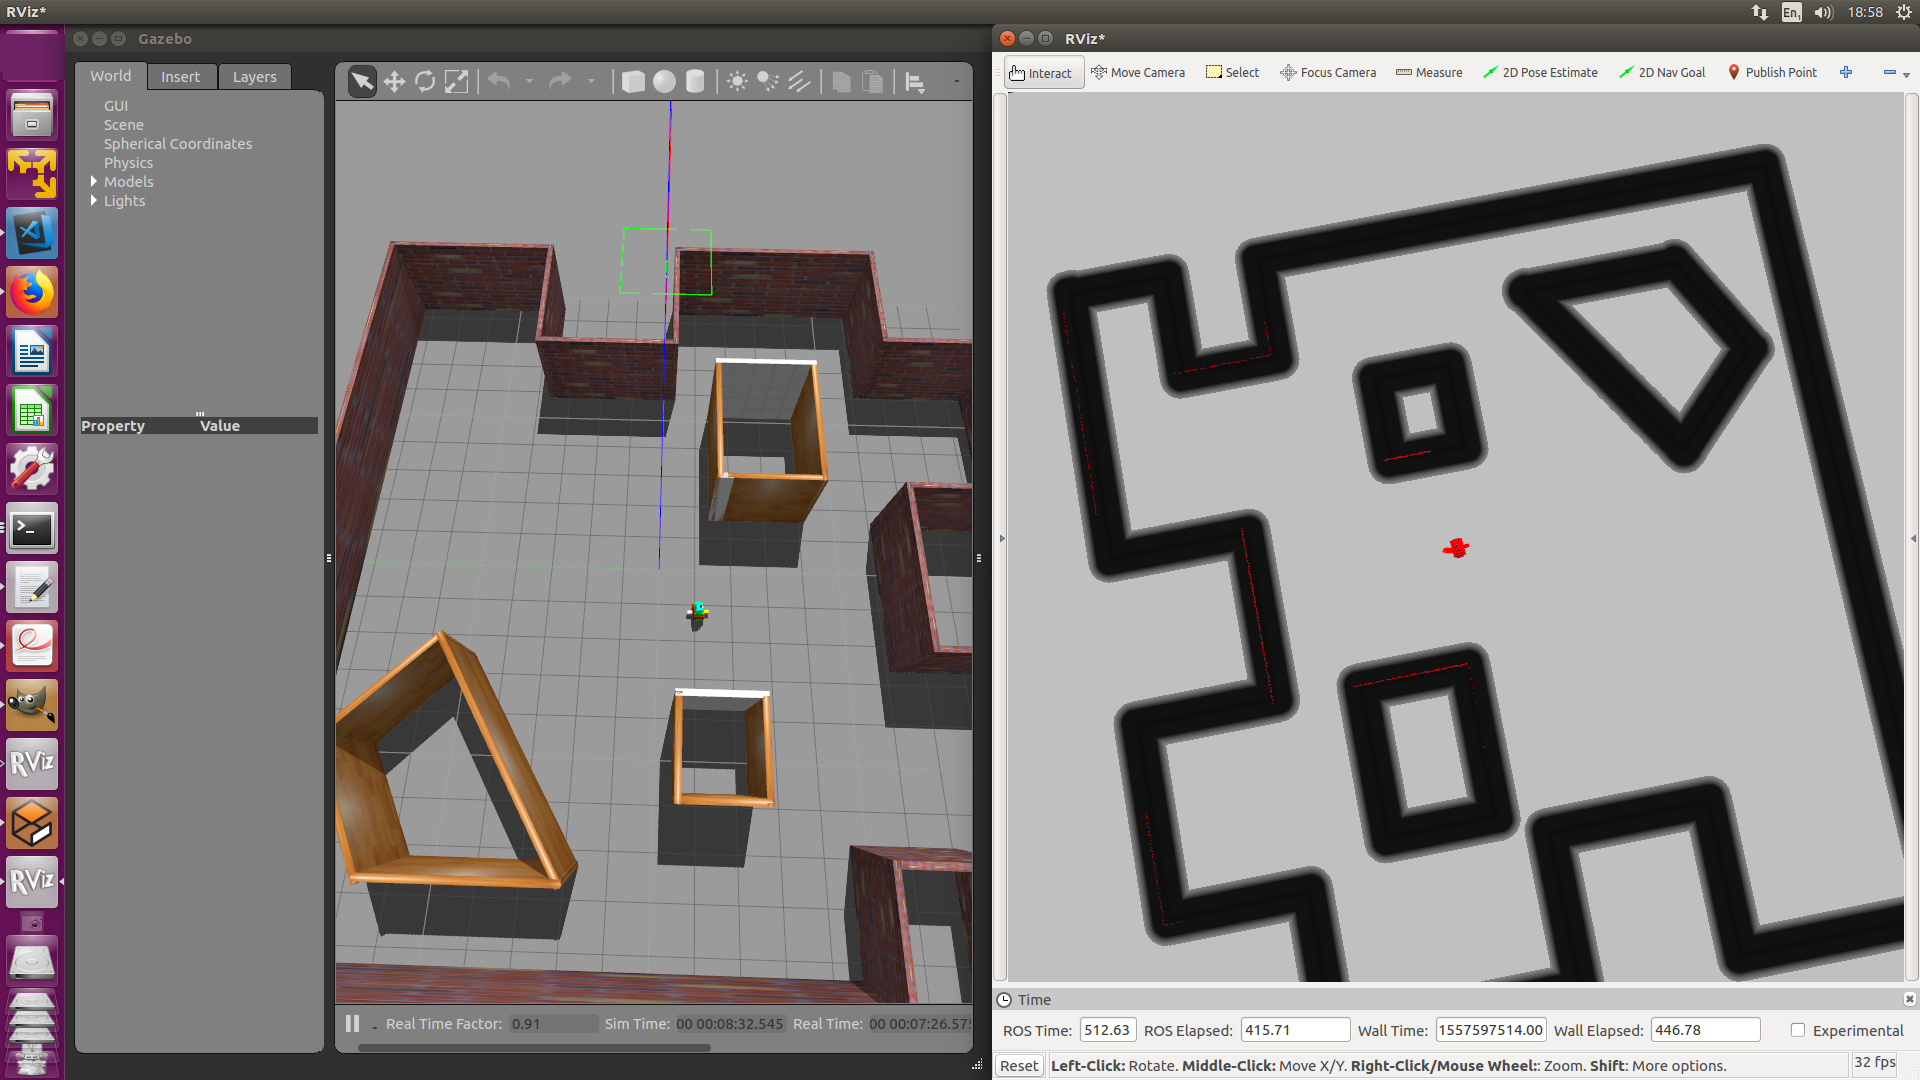 RViz*
En1
18:58
Gazebo
RViz*
World
Insert
Layers
Interact
Move Camera
Select
Focus Camera
Measure
2D Pose Estimate
2D Nav Goal
Publish Point
GUI
Scene
Spherical Coordinates
Physics
Models
Lights
Property
Value
RViz
RViz
Real Time Factor: 0.91
Sim Time: 00 00:08:32.545
Real Time: 00 00:07:26.57
Time
ROS Time: 512.63
ROS Elapsed: 415.71
Wall Time: 1557597514.00
Wall Elapsed: 446.78
Experimental
Reset
Left-Click: Rotate. Middle-Click: Move X/Y. Right-Click/Mouse Wheel:: Zoom. Shift: More options.
32 fps